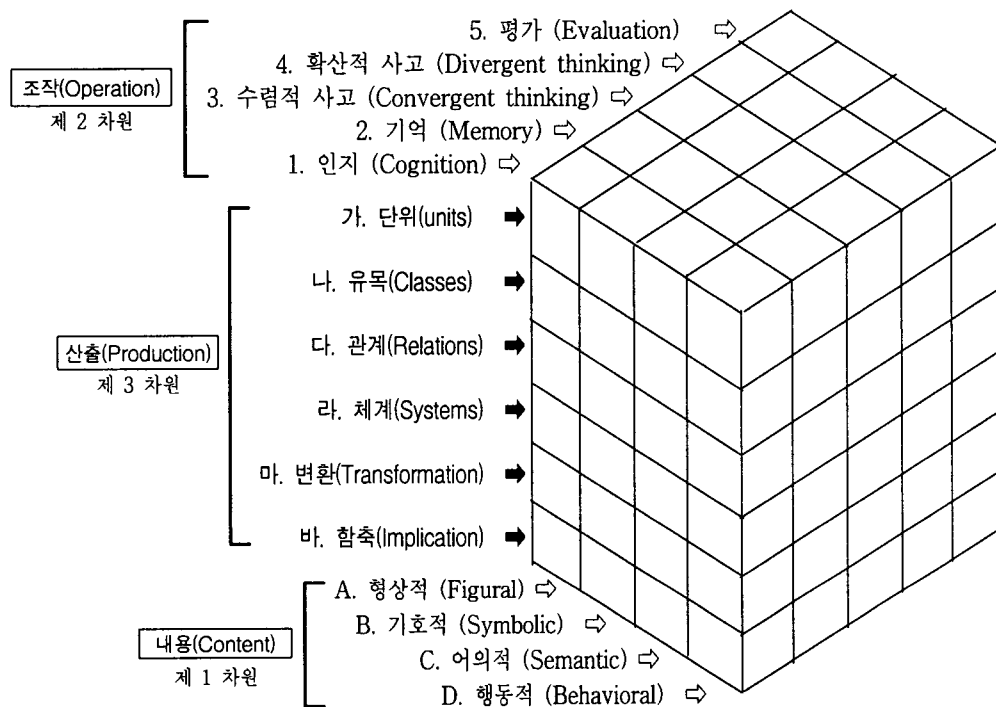 5. 평가 (Evaluation) ⇨
4. 확산적 사고 (Divergent thinking) ⇨
조작(Operation)
제 2 차원
3. 수렴적 사고 (Convergent thinking) ⇨
2. 기억 (Memory) ⇨
1. 인지 (Cognition) ⇨
가. 단위(units) ➡
나. 유목(Classes) ➡
산출(Production)
제 3 차원
다. 관계(Relations) ➡
라. 체계(Systems) ➡
마. 변환(Transformation) ➡
바. 함축(Implication) ➡
A. 형상적 (Figural) ⇨
B. 기호적 (Symbolic) ⇨
내용(Content)
제 1 차원
C. 어의적 (Semantic) ⇨
D. 행동적 (Behavioral) ⇨